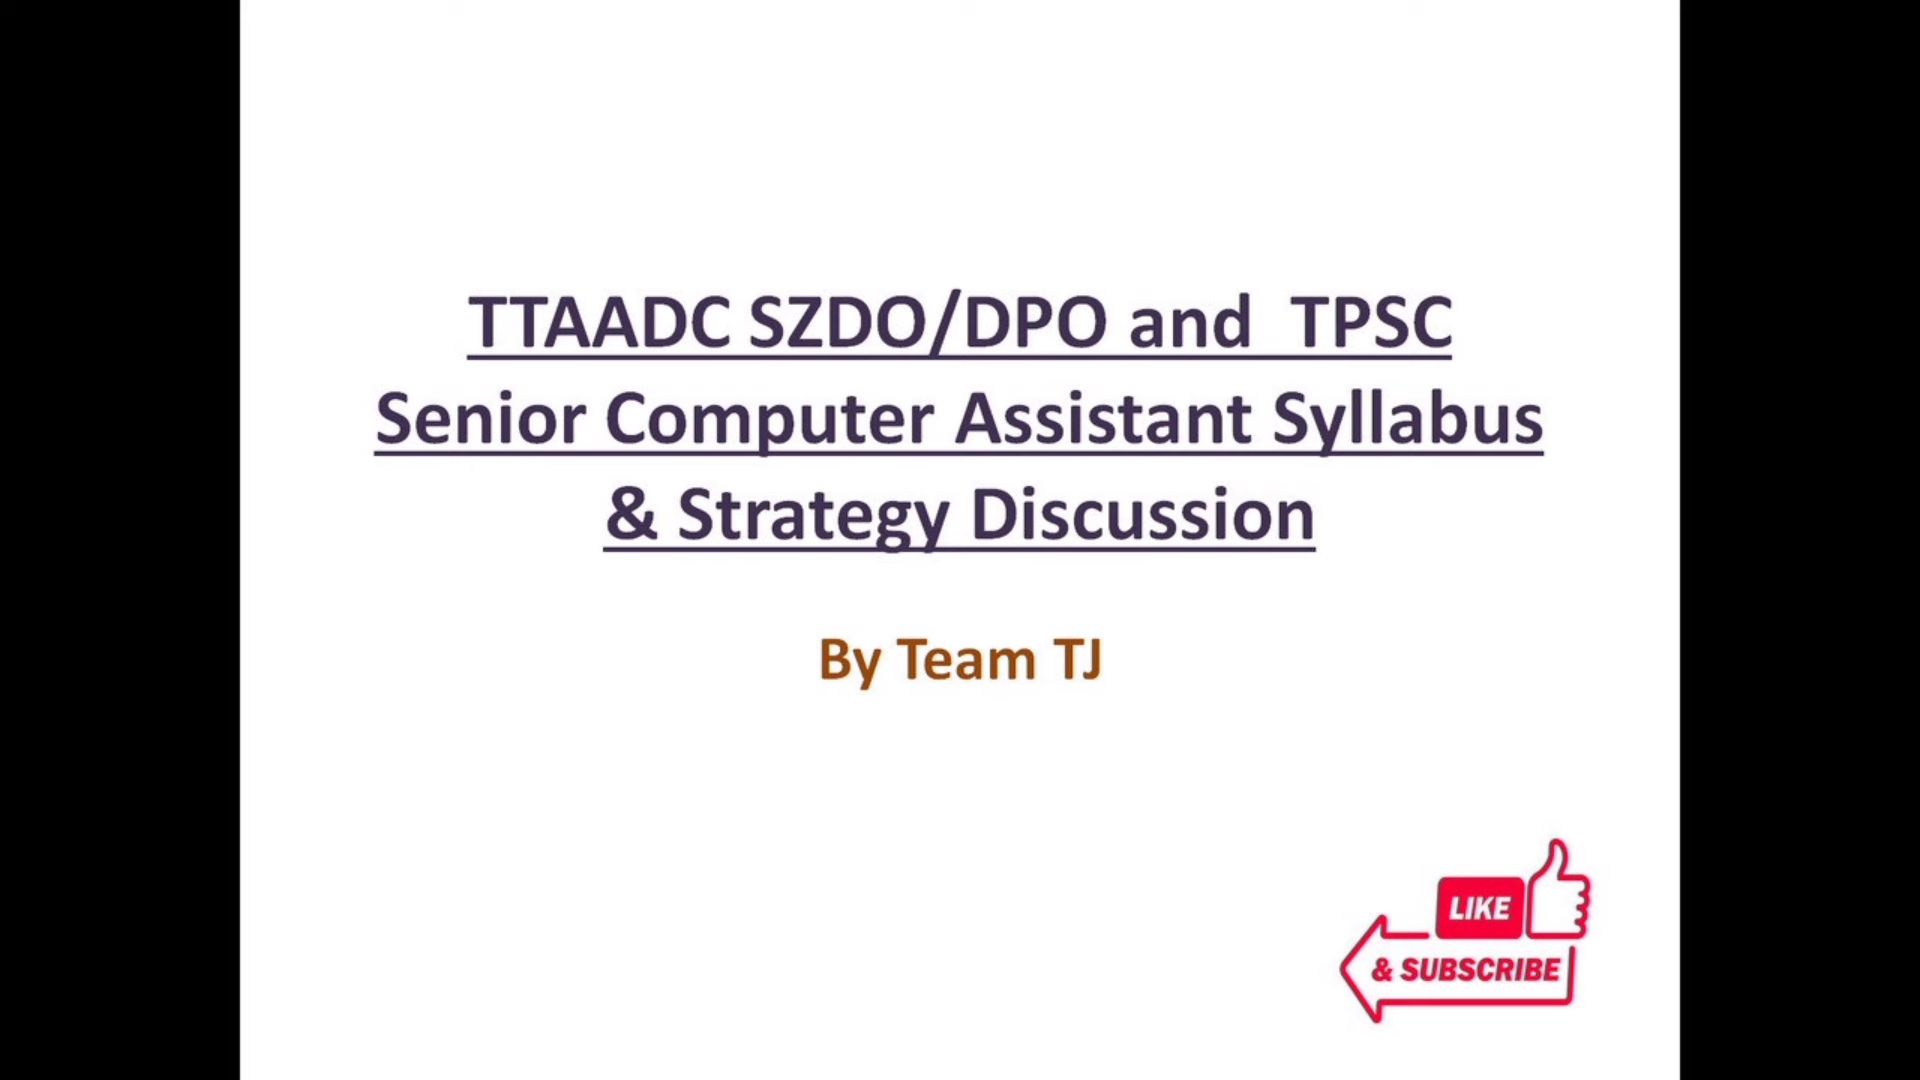 TTAADC SZDO/DPO and TPSC
Senior Computer Assistant Syllabus
& Strategy Discussion
By Team TJ
LIKE
& SUBSCRIBE